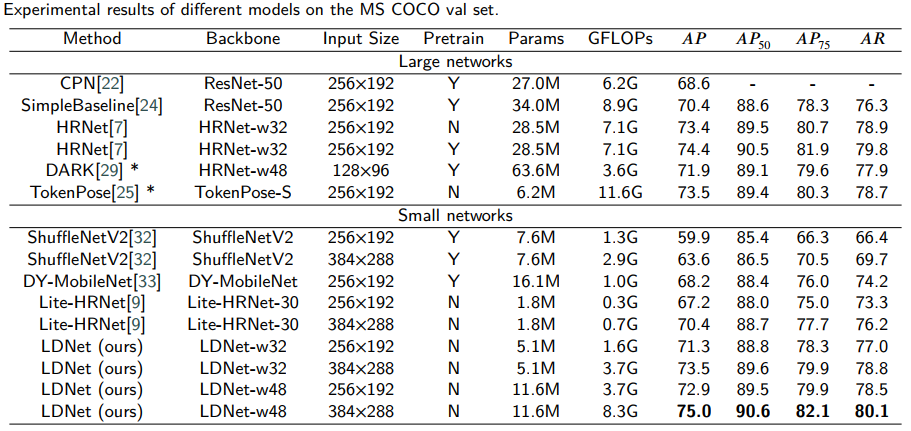 Experimental results of different models on the MS COCO val set.
Method Backbone Input Size Pretrain Params GFLOPs AP AP50 AP75 AR
Large networks
CPN[22] ResNet-50 256×192 Y 27.0M 6.2G 68.6 - - -
SimpleBaseline[24] ResNet-50 256×192 Y 34.0M 8.9G 70.4 88.6 78.3 76.3
HRNet[7] HRNet-w32 256×192 N 28.5M 7.1G 73.4 89.5 80.7 78.9
HRNet[7] HRNet-w32 256×192 Y 28.5M 7.1G 74.4 90.5 81.9 79.8
DARK[29] * HRNet-w48 128×96 Y 63.6M 3.6G 71.9 89.1 79.6 77.9
TokenPose[25] * TokenPose-S 256×192 N 6.2M 11.6G 73.5 89.4 80.3 78.7
Small networks
ShuffleNetV2[32] ShuffleNetV2 256×192 Y 7.6M 1.3G 59.9 85.4 66.3 66.4
ShuffleNetV2[32] ShuffleNetV2 384×288 Y 7.6M 2.9G 63.6 86.5 70.5 69.7
DY-MobileNet[33] DY-MobileNet 256×192 Y 16.1M 1.0G 68.2 88.4 76.0 74.2
Lite-HRNet[9] Lite-HRNet-30 256×192 N 1.8M 0.3G 67.2 88.0 75.0 73.3
Lite-HRNet[9] Lite-HRNet-30 384×288 N 1.8M 0.7G 70.4 88.7 77.7 76.2
LDNet (ours) LDNet-w32 256×192 N 5.1M 1.6G 71.3 88.8 78.3 77.0
LDNet (ours) LDNet-w32 384×288 N 5.1M 3.7G 73.5 89.6 79.9 78.8
LDNet (ours) LDNet-w48 256×192 N 11.6M 3.7G 72.9 89.5 79.9 78.5
LDNet (ours) LDNet-w48 384×288 N 11.6M 8.3G 75.0 90.6 82.1 80.1